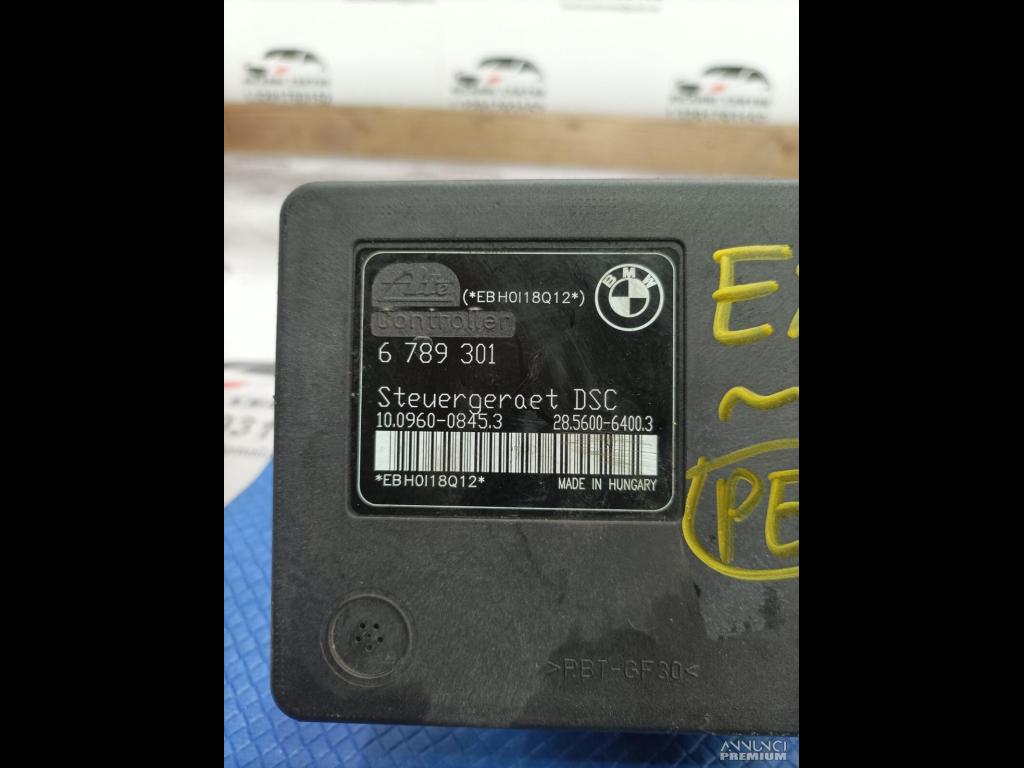 Ate
(*EBH0I18Q12*)
BMW
Controller
6 789 301
Steuergeraet DSC
10.0960-0845.3 28.5600-6400.3
*EBH0I18Q12* MADE IN HUNGARY
PE
>PBT-GF30<
ANNUNCI
PREMIUM